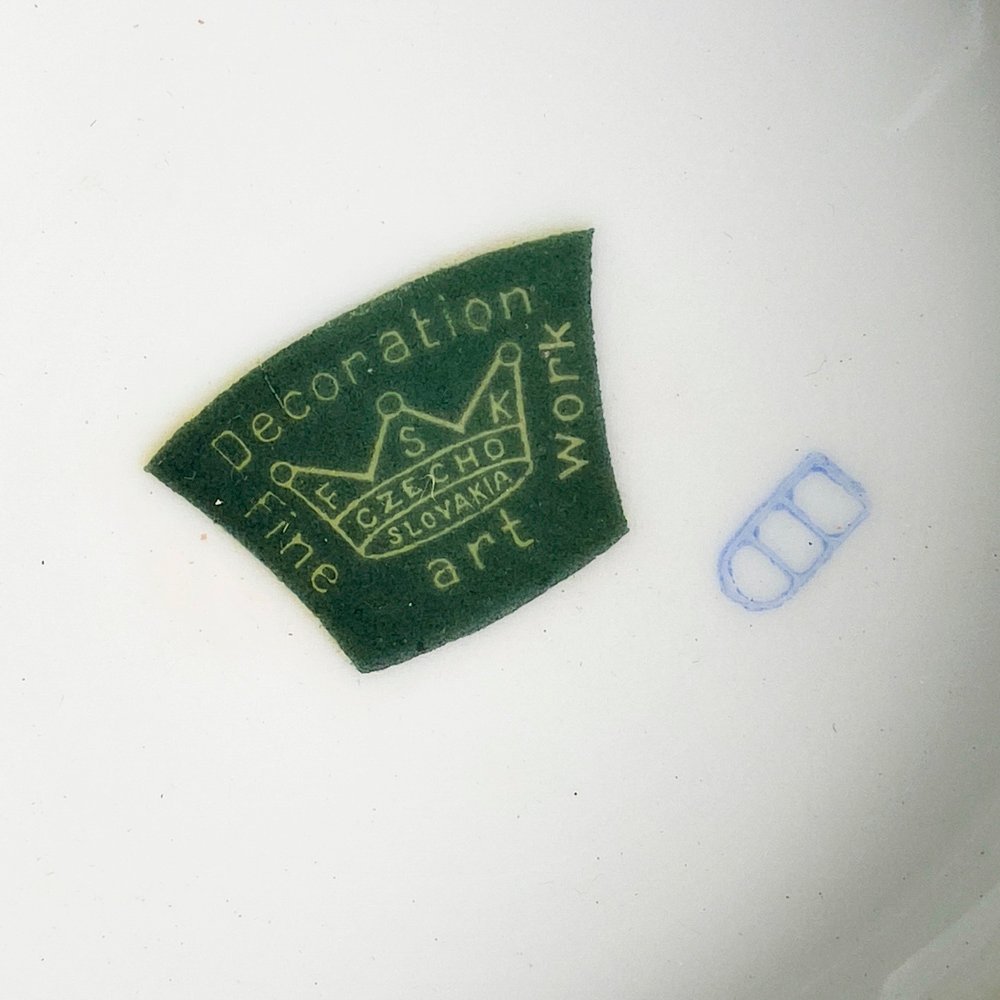 Decoration
Fine
art
work
F S K
CZECHO
SLOVAKIA